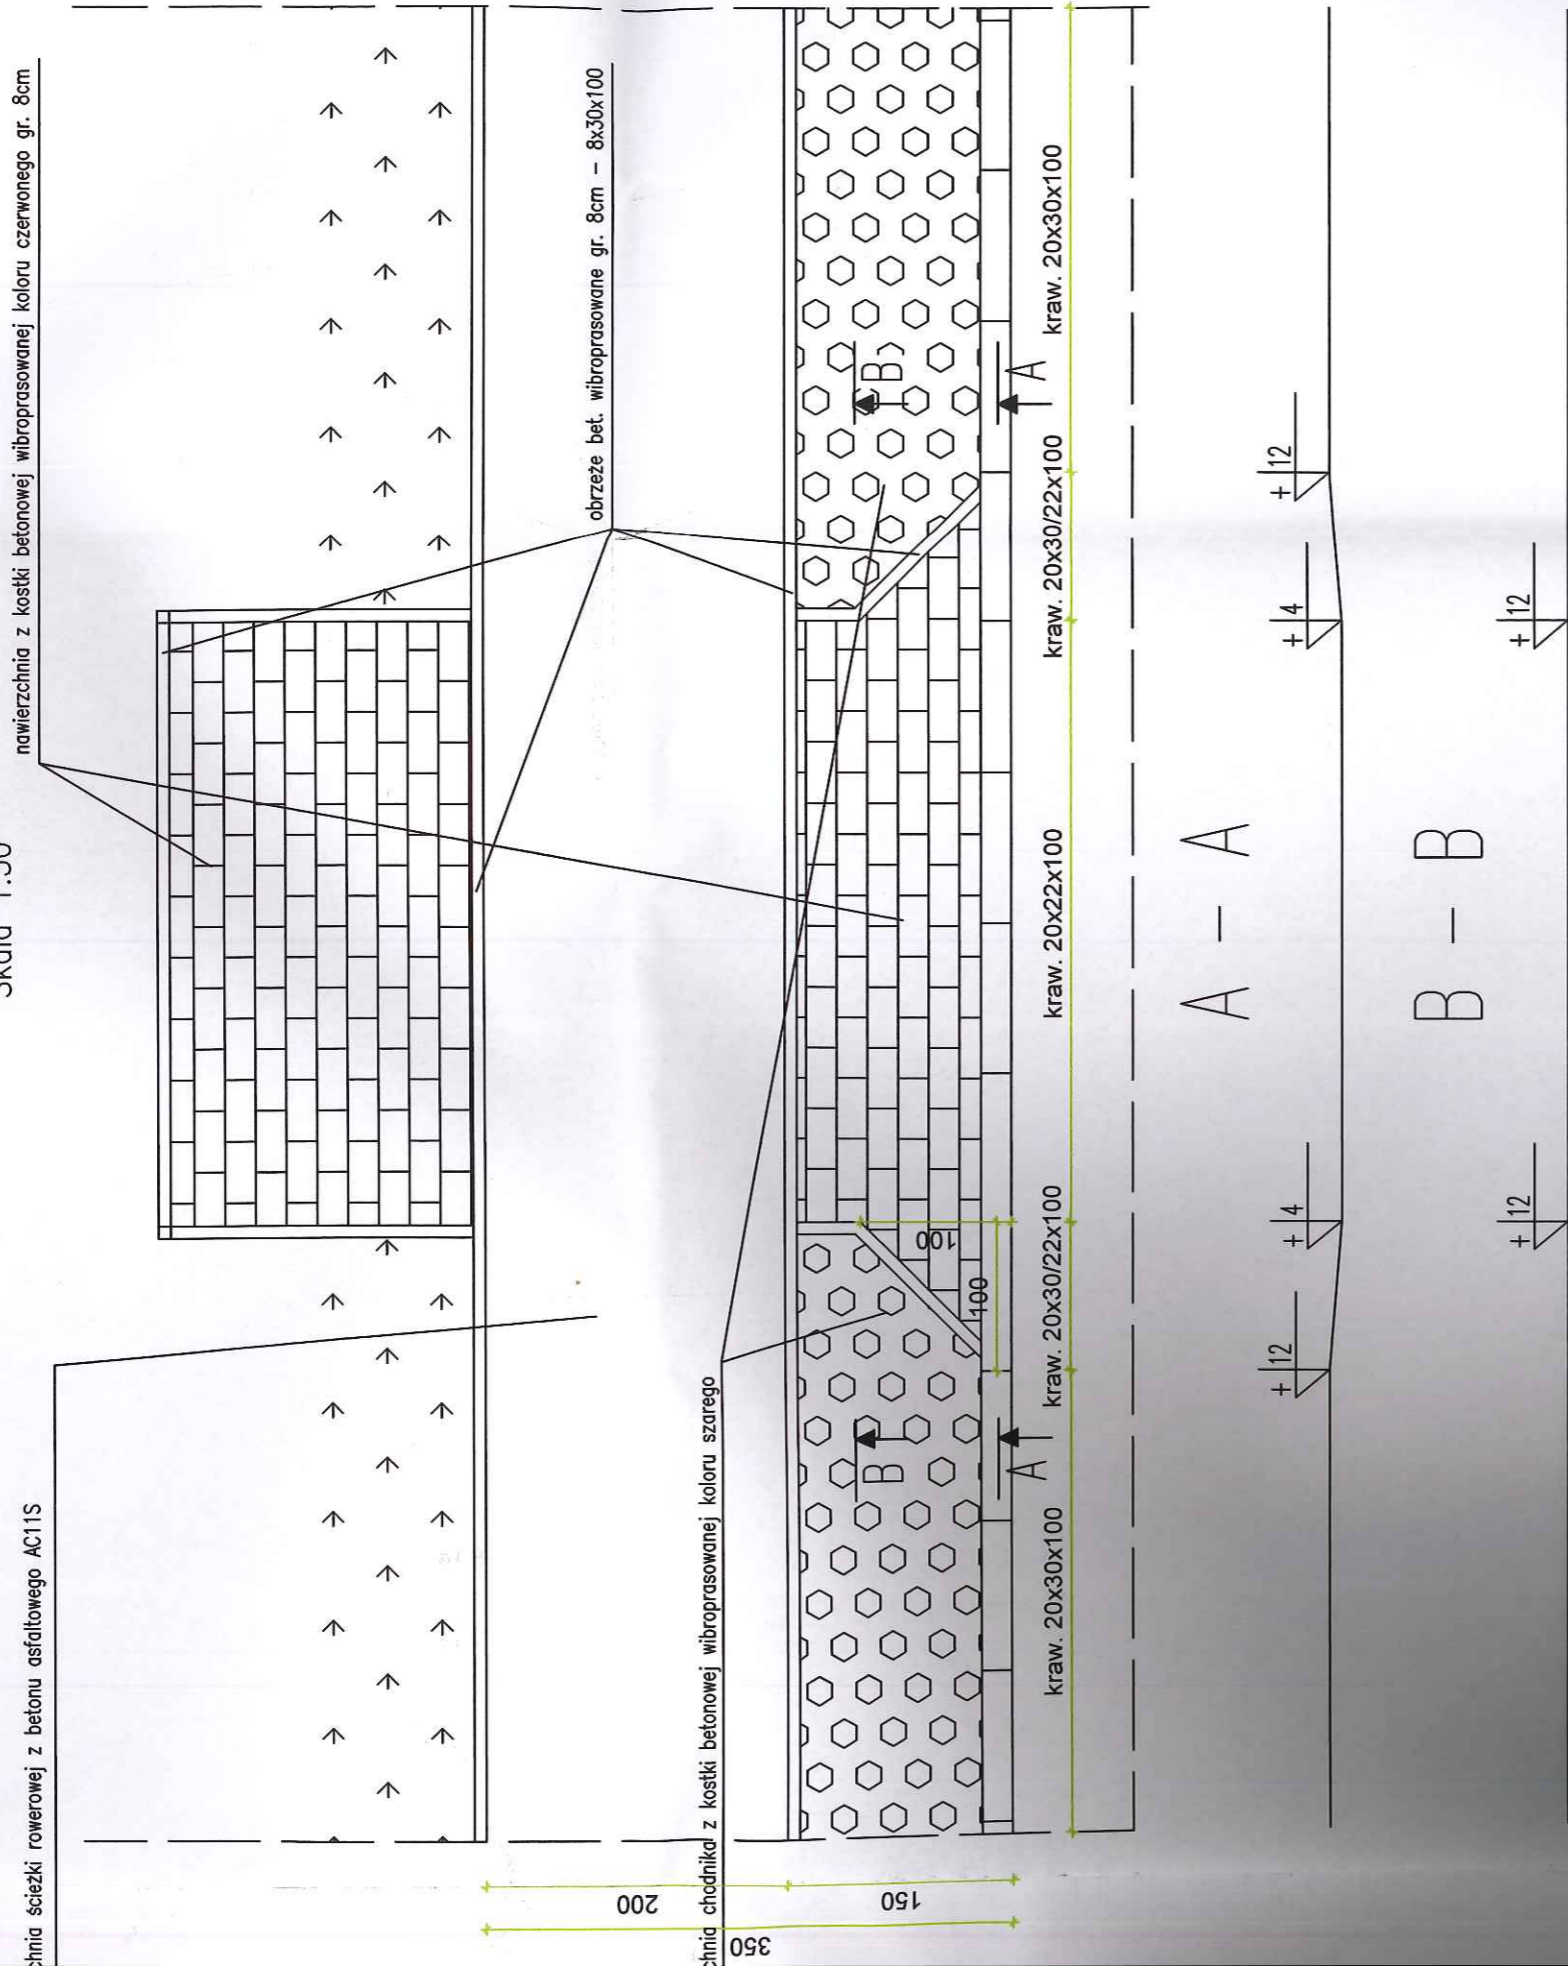 Skala 1:50
nawierzchnia z kostki betonowej wibroprasowanej koloru czerwonego gr. 8cm
ścieżki rowerowej z betonu asfaltowego AC11S
obrzeże bet. wibroprasowane gr. 8cm – 8x30x100
chodnika z kostki betonowej wibroprasowanej koloru szarego
B
B
A
A
100
100
200
150
350
kraw. 20x30x100
kraw. 20x30/22x100
kraw. 20x22x100
kraw. 20x30/22x100
kraw. 20x30x100
A – A
+12
+4
+4
+12
B – B
+12
+12